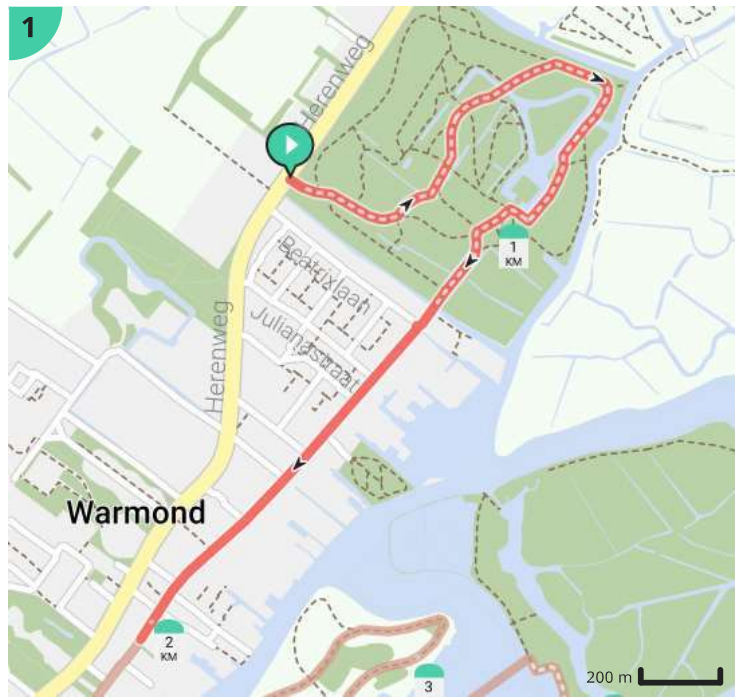 1
Herenweg
Beatrixlaan
Julianastraat
Herenweg
1
KM
Warmond
2
KM
3
200 m